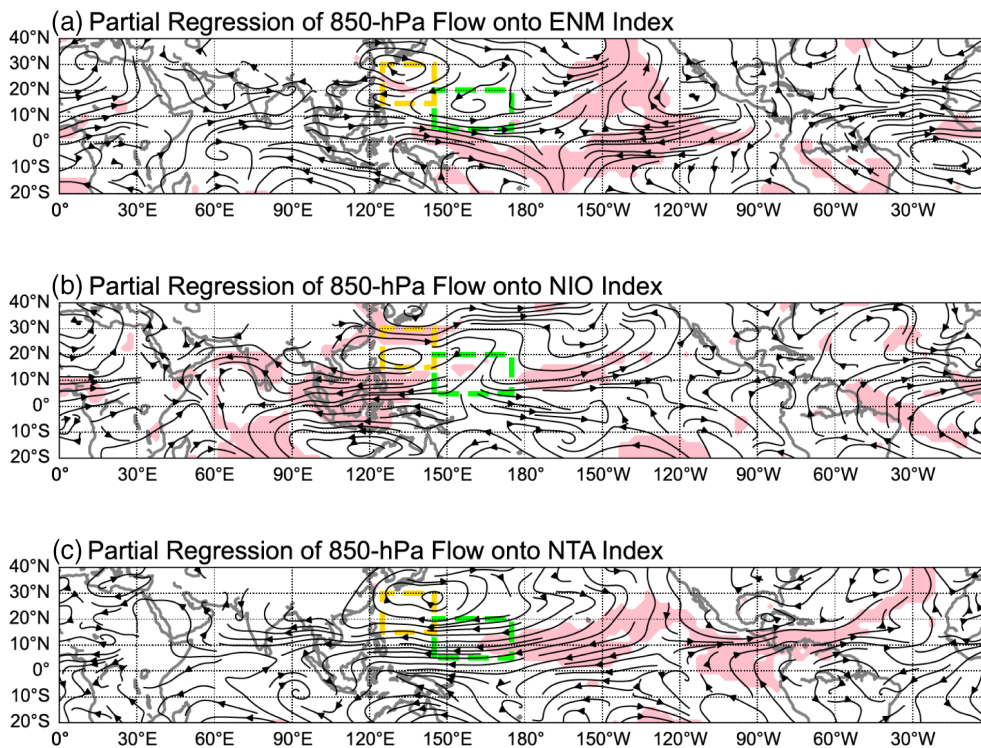 (a) Partial Regression of 850-hPa Flow onto ENM Index
40°N
30°N
20°N
10°N
0°
10°S
20°S
0° 30°E 60°E 90°E 120°E 150°E 180° 150°W 120°W 90°W 60°W 30°W
(b) Partial Regression of 850-hPa Flow onto NIO Index
40°N
30°N
20°N
10°N
0°
10°S
20°S
0° 30°E 60°E 90°E 120°E 150°E 180° 150°W 120°W 90°W 60°W 30°W
(c) Partial Regression of 850-hPa Flow onto NTA Index
40°N
30°N
20°N
10°N
0°
10°S
20°S
0° 30°E 60°E 90°E 120°E 150°E 180° 150°W 120°W 90°W 60°W 30°W